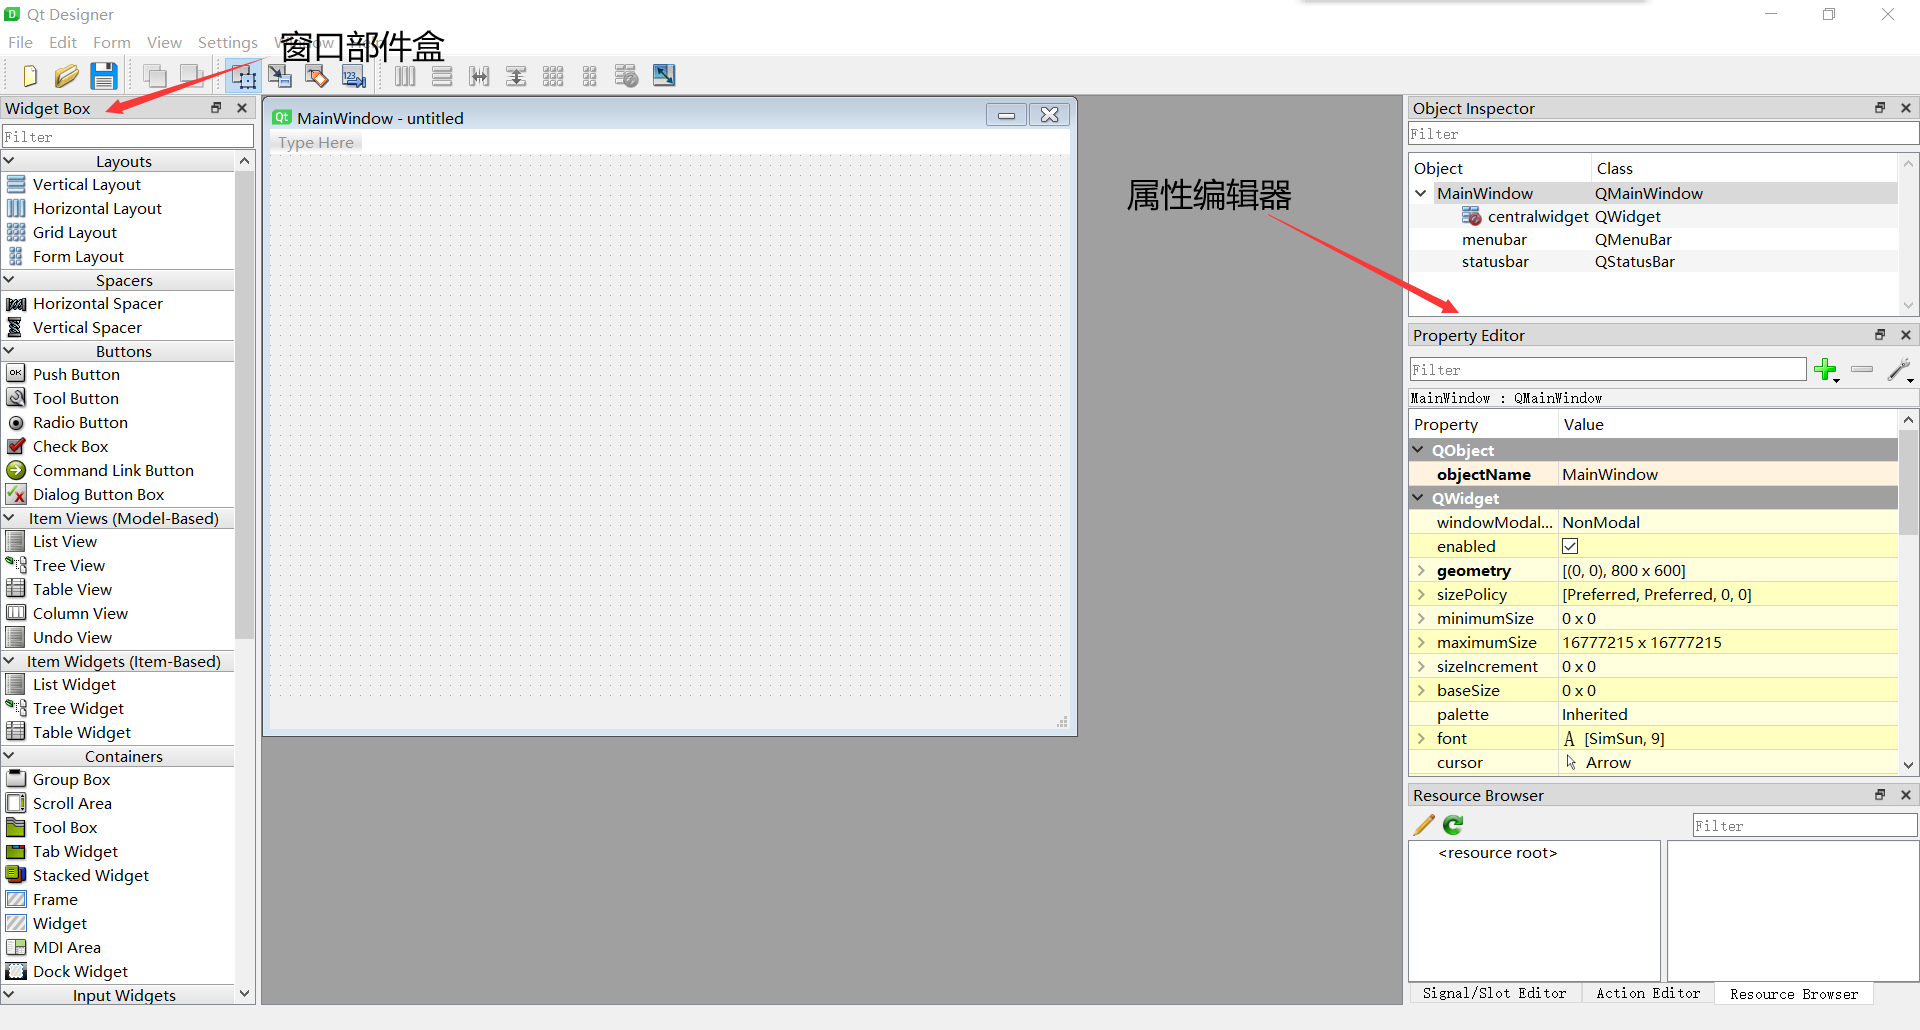 Qt Designer
File Edit Form View Settings
窗口部件盒
Widget Box
Filter
Layouts
Vertical Layout
Horizontal Layout
Grid Layout
Form Layout
Spacers
Horizontal Spacer
Vertical Spacer
Buttons
OK Push Button
Tool Button
Radio Button
Check Box
Command Link Button
Dialog Button Box
Item Views (Model-Based)
List View
Tree View
Table View
Column View
Undo View
Item Widgets (Item-Based)
List Widget
Tree Widget
Table Widget
Containers
Group Box
Scroll Area
Tool Box
Tab Widget
Stacked Widget
Frame
Widget
MDI Area
Dock Widget
Input Widgets
Qt MainWindow - untitled
Type Here
属性编辑器
Object Inspector
Filter
Object Class
MainWindow QMainWindow
centralwidget QWidget
menubar QMenuBar
statusbar QStatusBar
Property Editor
Filter
MainWindow : QMainWindow
Property Value
QObject
objectName MainWindow
QWidget
windowModal... NonModal
enabled
geometry [(0, 0), 800 x 600]
sizePolicy [Preferred, Preferred, 0, 0]
minimumSize 0 x 0
maximumSize 16777215 x 16777215
sizeIncrement 0 x 0
baseSize 0 x 0
palette Inherited
font A [SimSun, 9]
cursor Arrow
Resource Browser
Filter
<resource root>
Signal/Slot Editor Action Editor Resource Browser